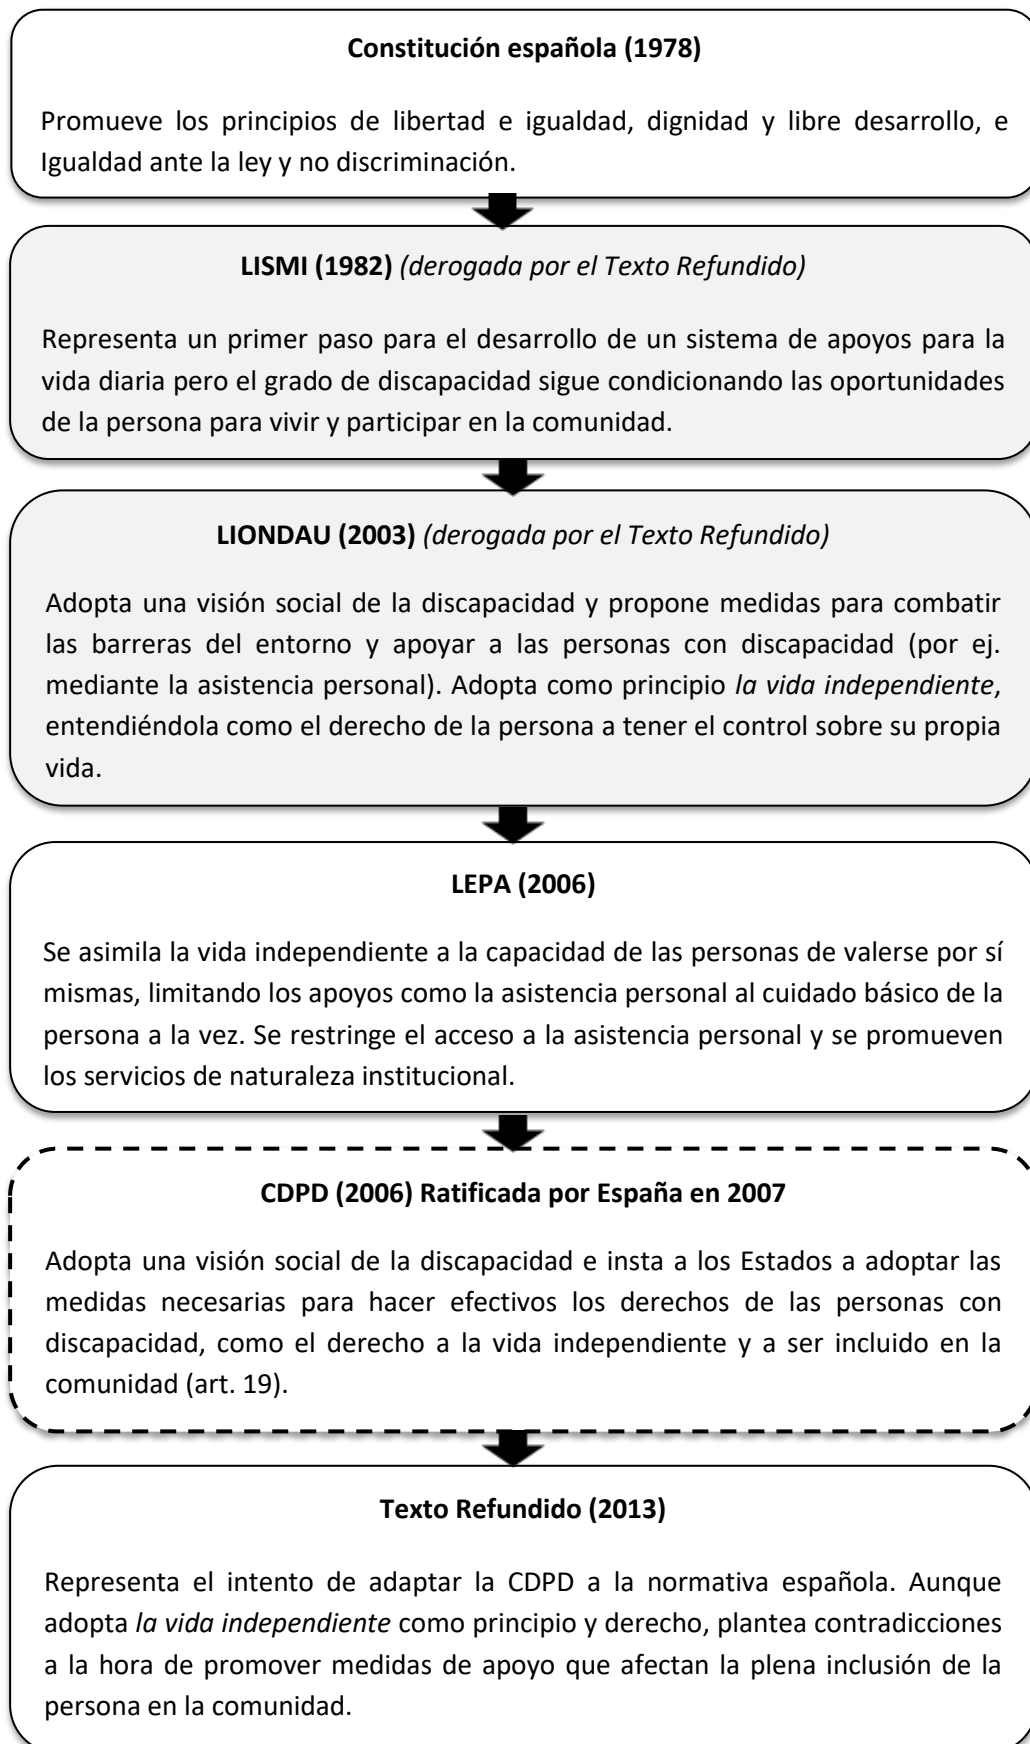 Constitución española (1978)
Promueve los principios de libertad e igualdad, dignidad y libre desarrollo, e
Igualdad ante la ley y no discriminación.
LISMI (1982) (derogada por el Texto Refundido)
Representa un primer paso para el desarrollo de un sistema de apoyos para la
vida diaria pero el grado de discapacidad sigue condicionando las oportunidades
de la persona para vivir y participar en la comunidad.
LIONDAU (2003) (derogada por el Texto Refundido)
Adopta una visión social de la discapacidad y propone medidas para combatir
las barreras del entorno y apoyar a las personas con discapacidad (por ej.
mediante la asistencia personal). Adopta como principio la vida independiente,
entendiéndola como el derecho de la persona a tener el control sobre su propia
vida.
LEPA (2006)
Se asimila la vida independiente a la capacidad de las personas de valerse por sí
mismas, limitando los apoyos como la asistencia personal al cuidado básico de la
persona a la vez. Se restringe el acceso a la asistencia personal y se promueven
los servicios de naturaleza institucional.
CDPD (2006) Ratificada por España en 2007
Adopta una visión social de la discapacidad e insta a los Estados a adoptar las
medidas necesarias para hacer efectivos los derechos de las personas con
discapacidad, como el derecho a la vida independiente y a ser incluido en la
comunidad (art. 19).
Texto Refundido (2013)
Representa el intento de adaptar la CDPD a la normativa española. Aunque
adopta la vida independiente como principio y derecho, plantea contradicciones
a la hora de promover medidas de apoyo que afectan la plena inclusión de la
persona en la comunidad.